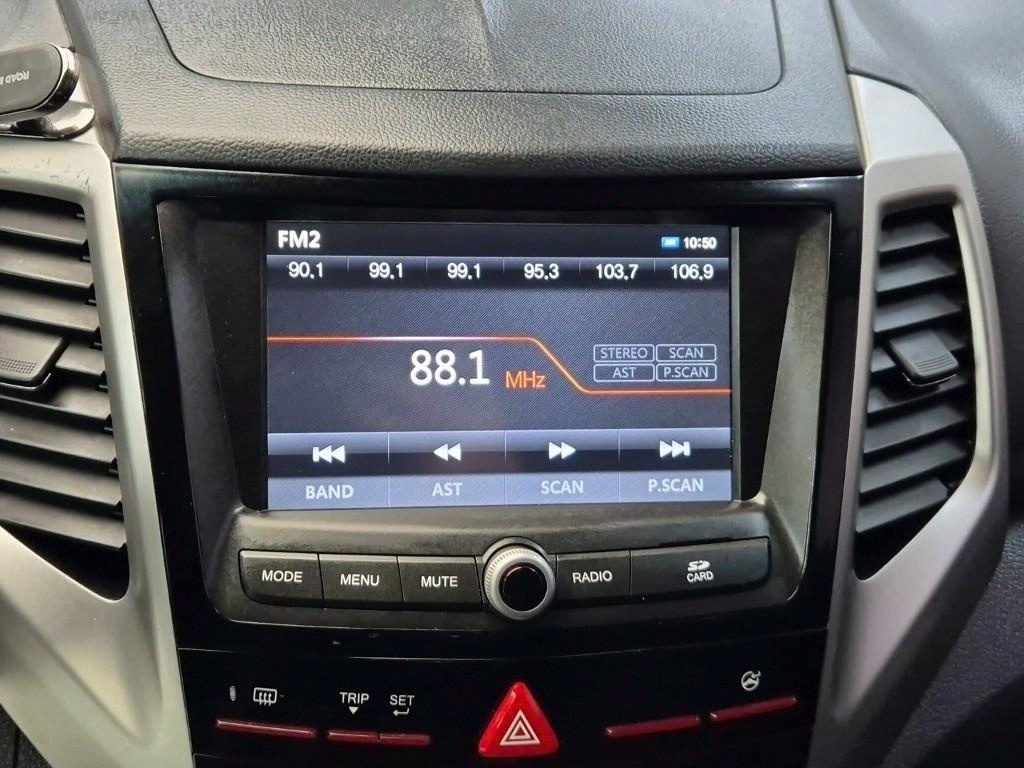 ROAD
FM2 10:50
90.1 99.1 99.1 95.3 103.7 106.9
88.1 MHz
STEREO SCAN
AST P.SCAN
BAND AST SCAN P.SCAN
MODE MENU MUTE RADIO SD CARD
TRIP SET